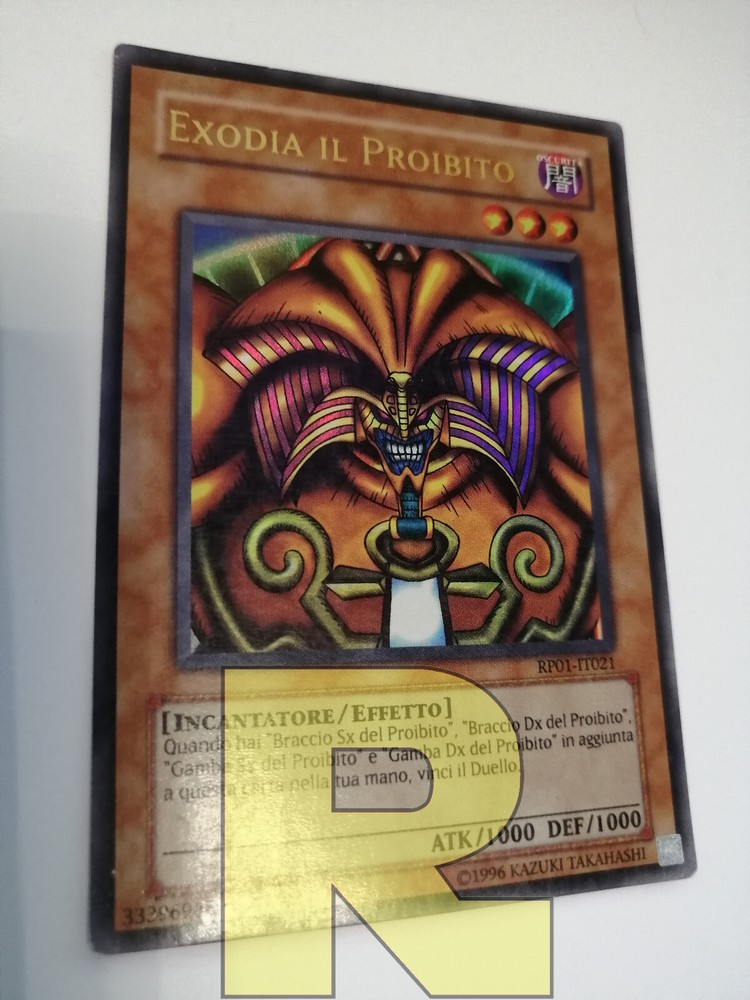 EXODIA IL PROIBITO
OSCURITÀ
闇
RP01-IT021
[INCANTATORE/EFFETTO]
Quando hai "Braccio Sx del Proibito", "Braccio Dx del Proibito",
"Gamba Sx del Proibito" e "Gamba Dx del Proibito" in aggiunta
a questa carta nella tua mano, vinci il Duello.
ATK/1000 DEF/1000
©1996 KAZUKI TAKAHASHI
R